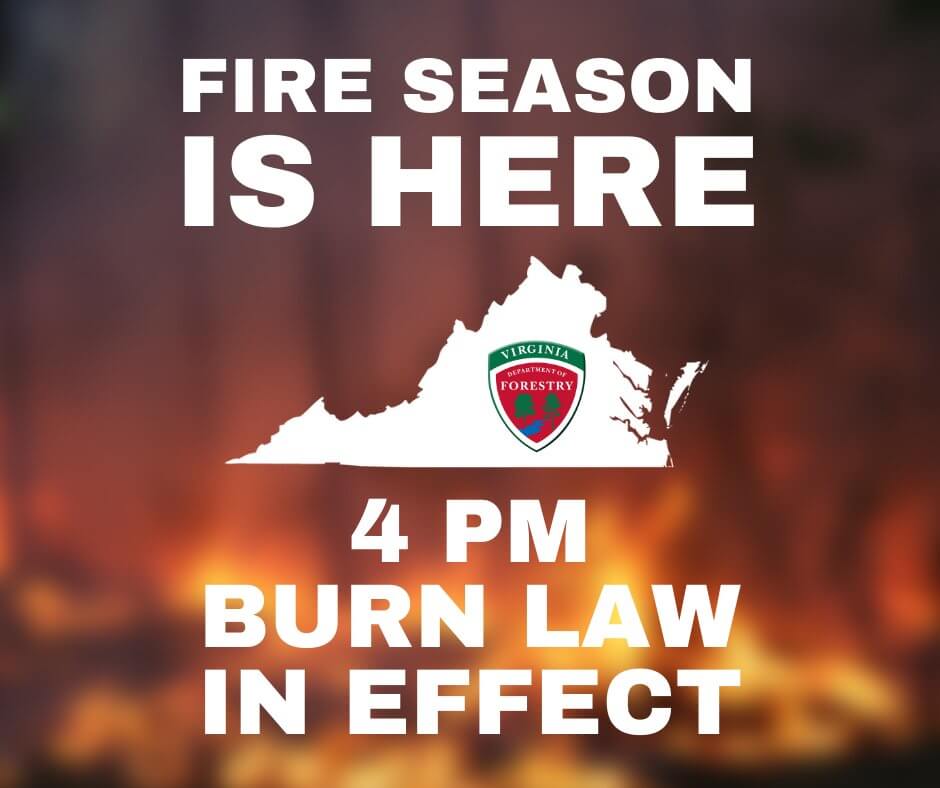 FIRE SEASON
IS HERE
VIRGINIA
DEPARTMENT OF
FORESTRY
4 PM
BURN LAW
IN EFFECT